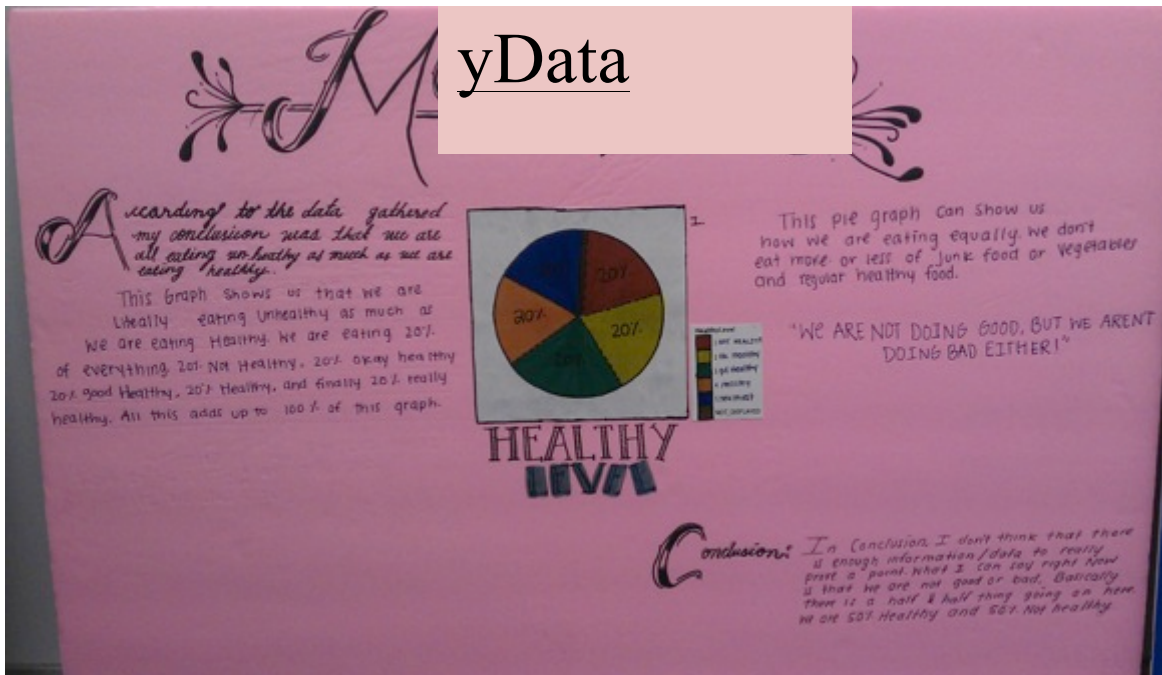 M
yData
According to the data gathered
my conclusion was that we are
all eating un heathy as much as we are
eating healthy.
This Graph shows us that we are
Liteally eating Unhealthy as much as
we are eating Healthy. We are eating 20%
of everything. 20% Not Healthy, 20% okay healthy
20% good Healthy, 20% Healthy, and finally 20% really
healthy. All this adds up to 100% of this graph.
20%
20%
20%
20%
HEALTHY
This Pie graph can show us
how we are eating equally. We don't
eat more or less of Junk food or vegetables
and regular healthy food.
"WE ARE NOT DOING GOOD, BUT WE ARENT
DOING BAD EITHER!"
Conclusion:
In Conclusion, I don't think that there
is enough information/data to really
prove a point. What I can say right now
is that we are not good or bad. Basically
there is a half & half thing going on here.
We are 50% Healthy and 50% Not healthy